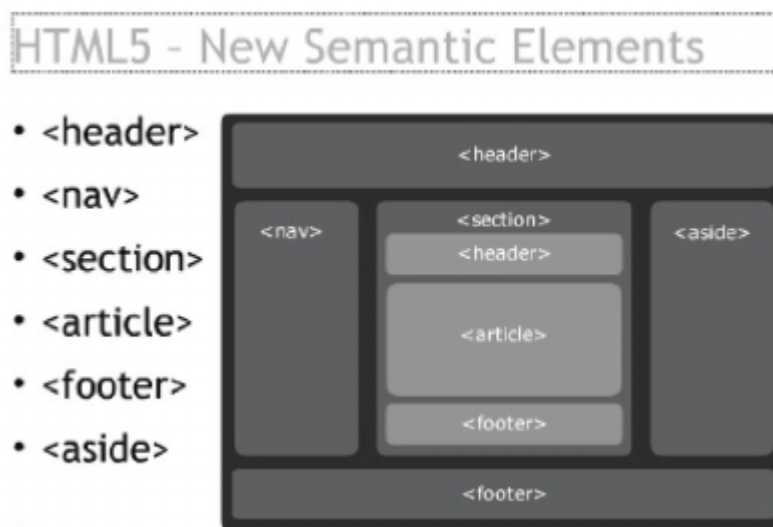 HTML5 - New Semantic Elements
• <header>
• <nav>
• <section>
• <article>
• <footer>
• <aside>
<header>
<nav>
<section>
<header>
<article>
<footer>
<aside>
<footer>